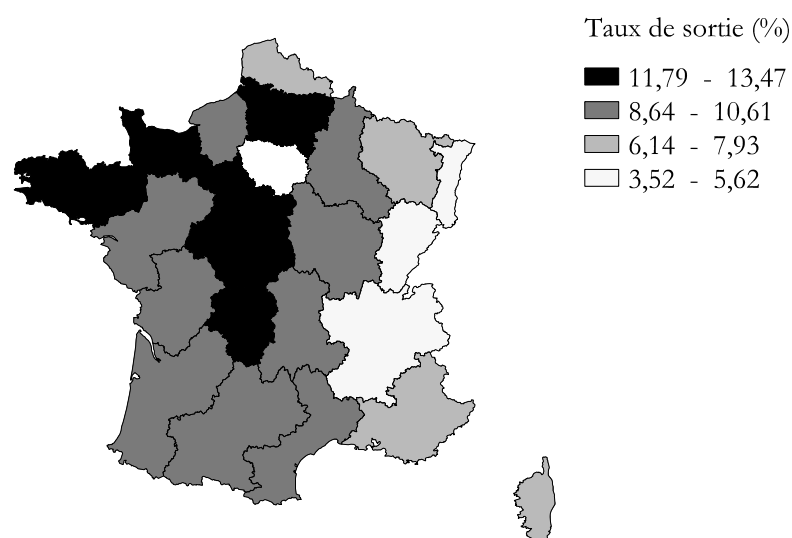 Taux de sortie (%)
11,79 - 13,47
8,64 - 10,61
6,14 - 7,93
3,52 - 5,62